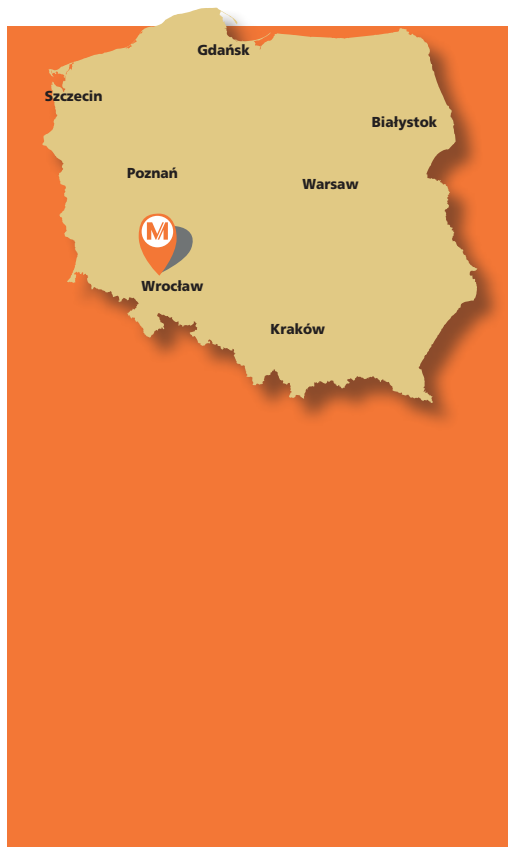 Gdańsk
Szczecin
Białystok
Poznań
Warsaw
M
Wrocław
Kraków